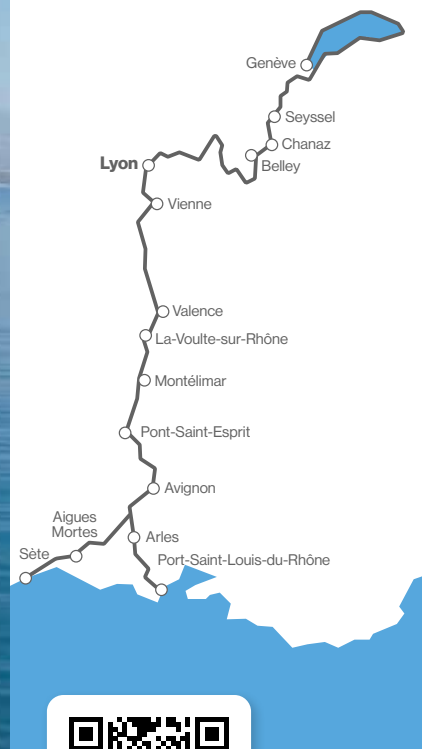 Genève
Seyssel
Chanaz
Belley
Lyon
Vienne
Valence
La-Voulte-sur-Rhône
Montélimar
Pont-Saint-Esprit
Avignon
Aigues
Mortes
Arles
Sète
Port-Saint-Louis-du-Rhône